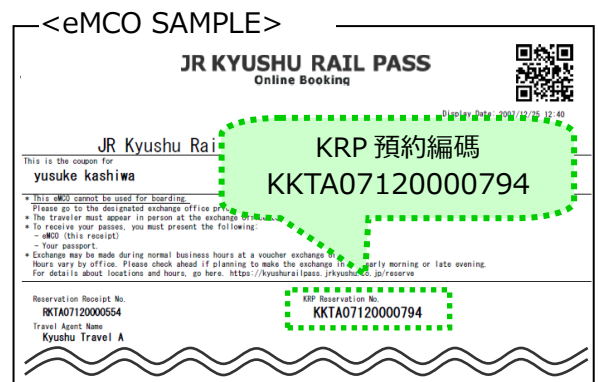 <eMCO SAMPLE>
JR KYUSHU RAIL PASS
Online Booking
Display Date: 2007/12/25 12:40
JR Kyushu Rai
KRP 預約編碼
KKTA07120000794
This is the coupon for
yusuke kashiwa
* This eMCO cannot be used for boarding.
Please go to the designated exchange office
* The traveler must appear in person at the exchange
* To receive your passes, you must present the following:
- eMCO (this receipt)
- Your passport.
* Exchange may be made during normal business hours at a voucher exchange
Hours vary by office. Please check ahead if planning to make the exchange in early morning or late evening.
For details about locations and hours, go here. https://kyushurailpass.jrkyushu.co.jp/reserve
Reservation Receipt No.
RKTA07120000554
KRP Reservation No.
KKTA07120000794
Travel Agent Name
Kyushu Travel A